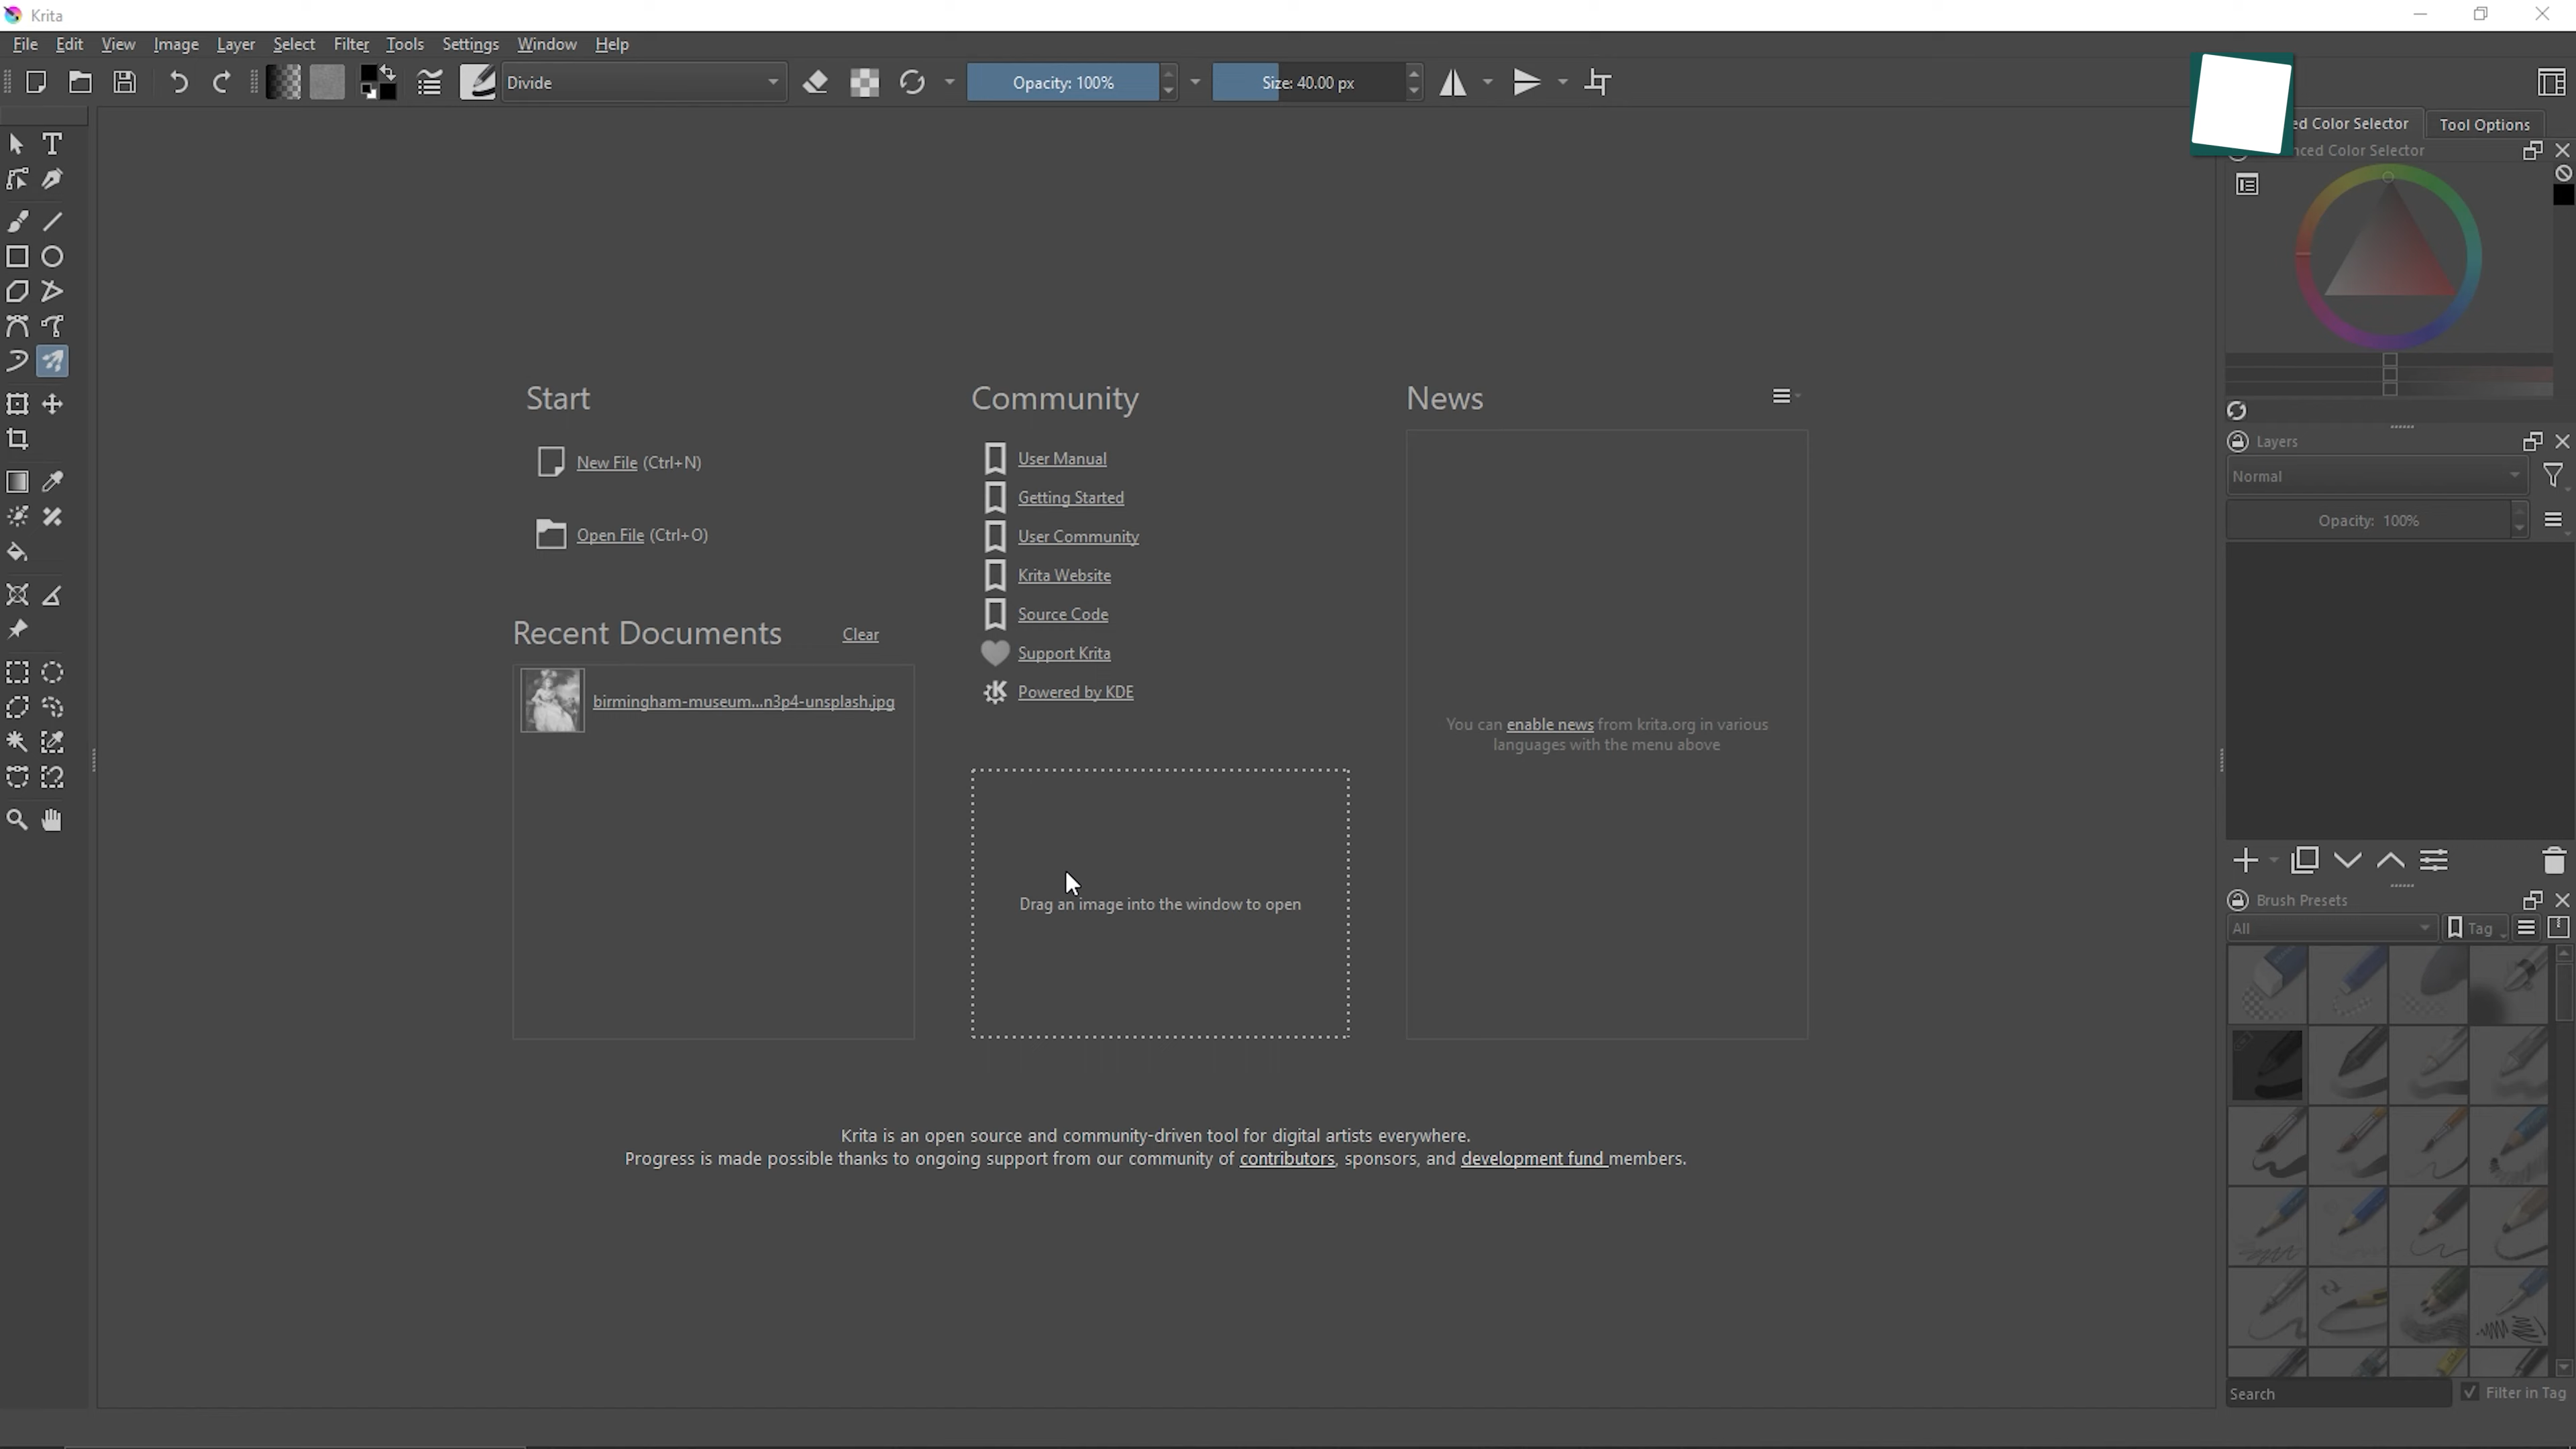 Krita
File Edit View Image Layer Select Filter Tools Settings Window Help
Divide
Opacity: 100%
Size: 40.00 px
ed Color Selector
Tool Options
nced Color Selector
Start
New File (Ctrl+N)
Open File (Ctrl+O)
Recent Documents
Clear
birmingham-museum...n3p4-unsplash.jpg
Community
User Manual
Getting Started
User Community
Krita Website
Source Code
Support Krita
Powered by KDE
Drag an image into the window to open
News
You can enable news from krita.org in various
languages with the menu above
Krita is an open source and community-driven tool for digital artists everywhere.
Progress is made possible thanks to ongoing support from our community of contributors, sponsors, and development fund members.
Layers
Normal
Opacity: 100%
Brush Presets
All
Tag
Search
Filter in Tag